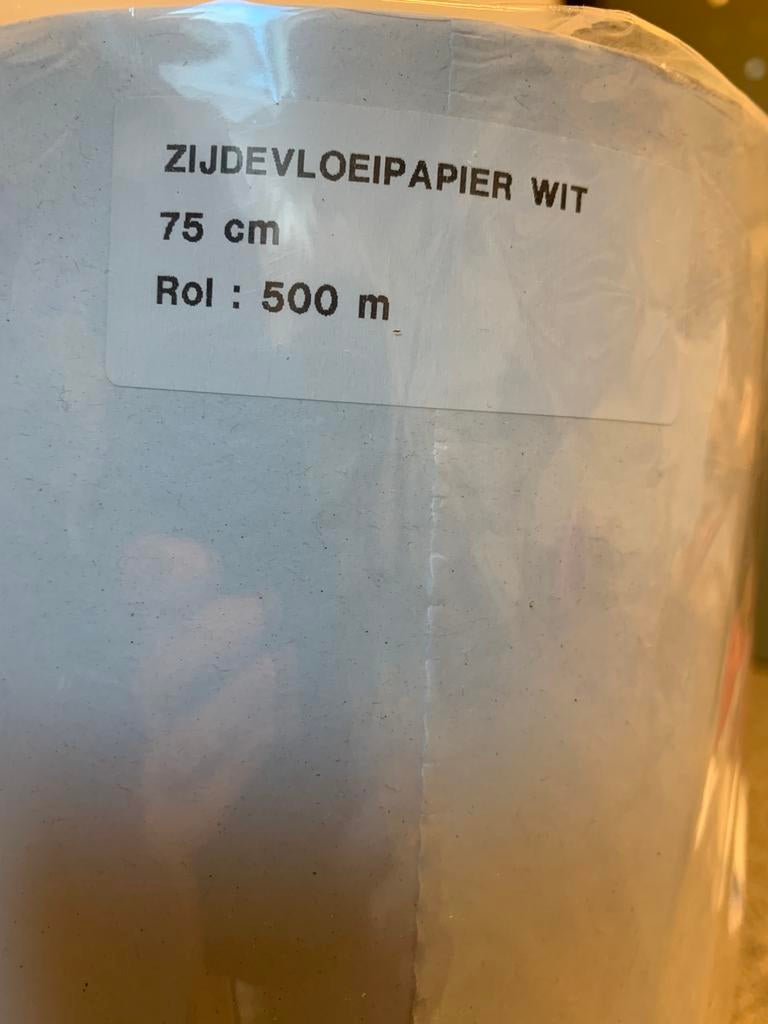 ZIJDEVLOEIPAPIER WIT
75 cm
Rol : 500 m